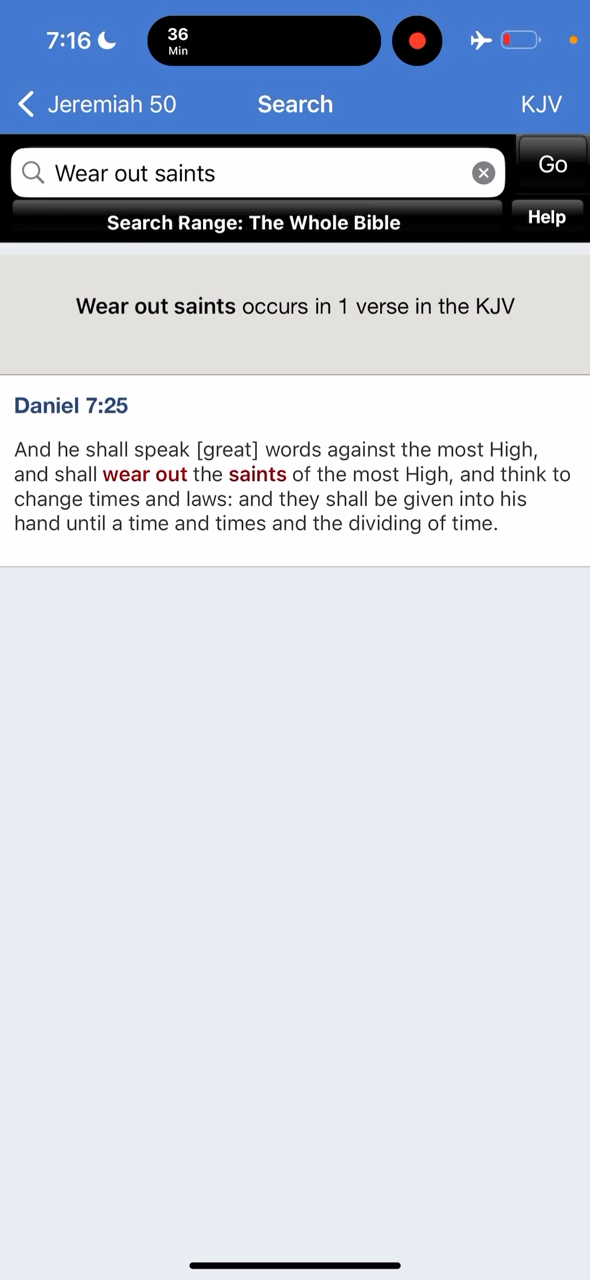 7:16
36
Min
Jeremiah 50
Search
KJV
Wear out saints
Go
Search Range: The Whole Bible
Help
Wear out saints occurs in 1 verse in the KJV
Daniel 7:25
And he shall speak [great] words against the most High,
and shall wear out the saints of the most High, and think to
change times and laws: and they shall be given into his
hand until a time and times and the dividing of time.